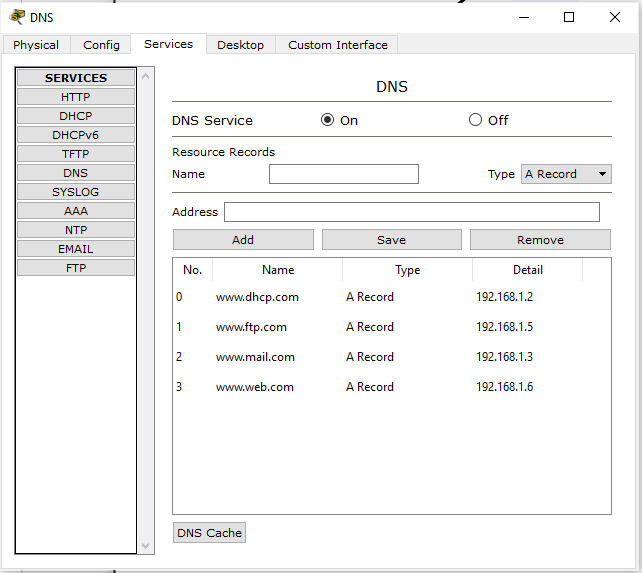 DNS
Physical Config Services Desktop Custom Interface
SERVICES
HTTP
DHCP
DHCPv6
TFTP
DNS
SYSLOG
AAA
NTP
EMAIL
FTP
DNS
DNS Service On Off
Resource Records
Name Type A Record
Address
Add Save Remove
No. Name Type Detail
0 www.dhcp.com A Record 192.168.1.2
1 www.ftp.com A Record 192.168.1.5
2 www.mail.com A Record 192.168.1.3
3 www.web.com A Record 192.168.1.6
DNS Cache